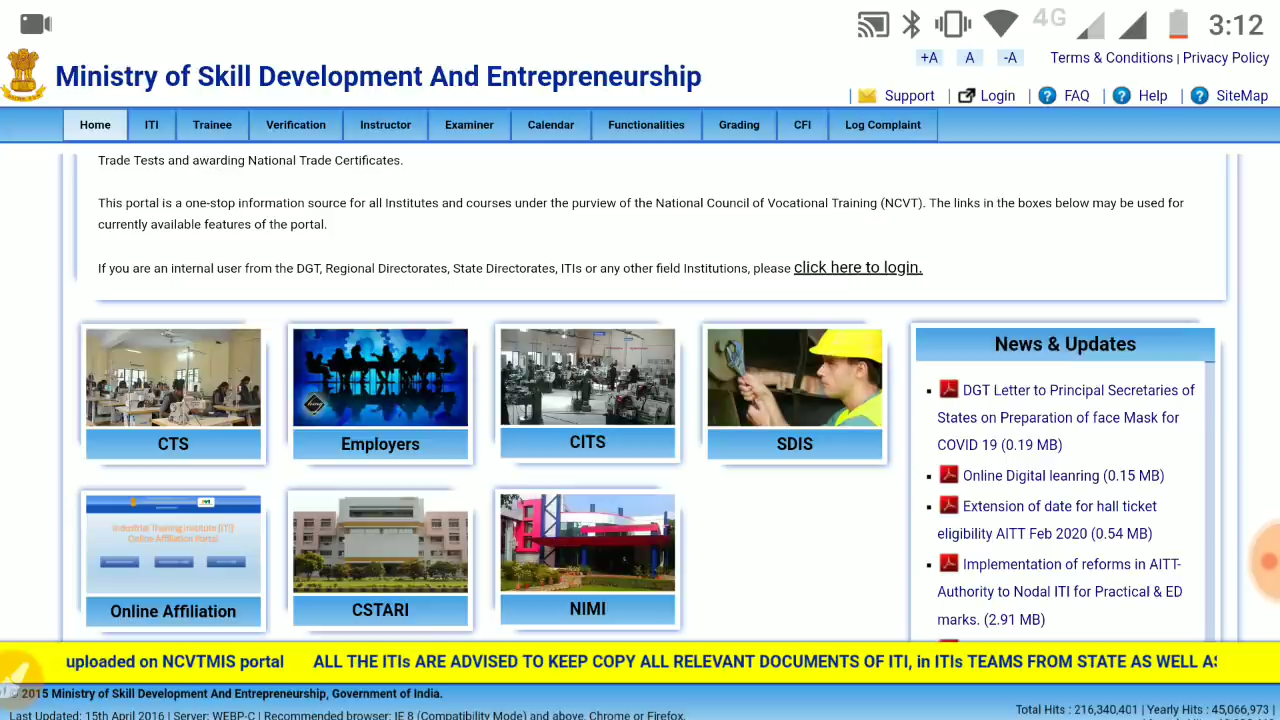 4G 3:12
+A A -A Terms & Conditions | Privacy Policy
Ministry of Skill Development And Entrepreneurship
| Support | Login | ? FAQ | ? Help | ? SiteMap
Home ITI Trainee Verification Instructor Examiner Calendar Functionalities Grading CFI Log Complaint
Trade Tests and awarding National Trade Certificates.
This portal is a one-stop information source for all Institutes and courses under the purview of the National Council of Vocational Training (NCVT). The links in the boxes below may be used for
currently available features of the portal.
If you are an internal user from the DGT, Regional Directorates, State Directorates, ITIs or any other field Institutions, please click here to login.
CTS
Employers
CITS
SDIS
Industrial Training Institute [ITI]
Online Affiliation Portal
Online Affiliation
CSTARI
NIMI
News & Updates
DGT Letter to Principal Secretaries of
States on Preparation of face Mask for
COVID 19 (0.19 MB)
Online Digital leanring (0.15 MB)
Extension of date for hall ticket
eligibility AITT Feb 2020 (0.54 MB)
Implementation of reforms in AITT-
Authority to Nodal ITI for Practical & ED
marks. (2.91 MB)
uploaded on NCVTMIS portal ALL THE ITIs ARE ADVISED TO KEEP COPY ALL RELEVANT DOCUMENTS OF ITI, in ITIs TEAMS FROM STATE AS WELL AS
© 2015 Ministry of Skill Development And Entrepreneurship, Government of India.
Last Updated: 15th April 2016 | Server: WEBP-C | Recommended browser: IE 8 (Compatibility Mode) and above, Chrome or Firefox.
Total Hits : 216,340,401 | Yearly Hits : 45,066,973 |